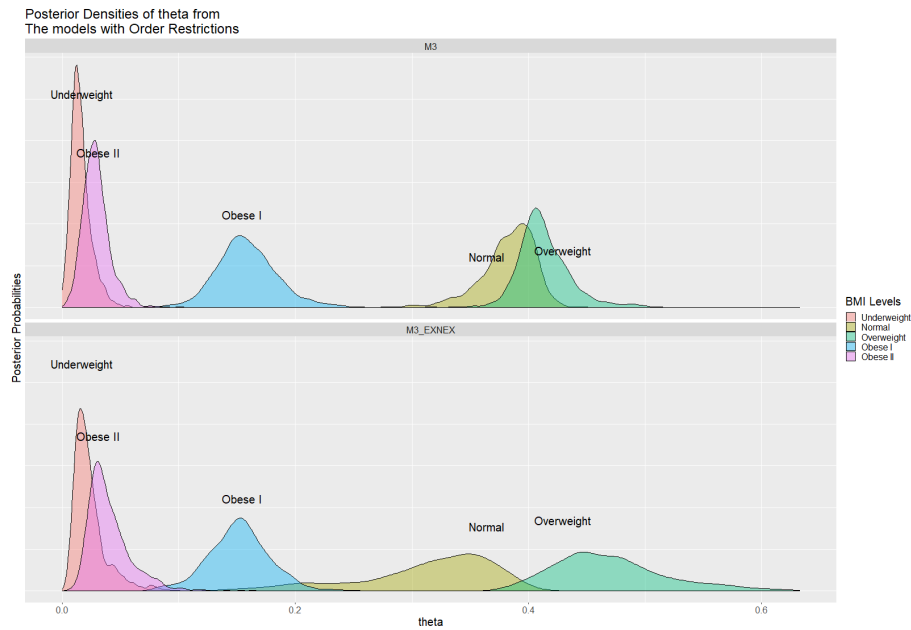 Posterior Densities of theta from
The models with Order Restrictions
M3
Underweight
Obese II
Obese I
Normal
Overweight
M3_EXNEX
Underweight
Obese II
Obese I
Normal
Overweight
Posterior Probabilities
0.0
0.2
0.4
0.6
theta
BMI Levels
Underweight
Normal
Overweight
Obese I
Obese II